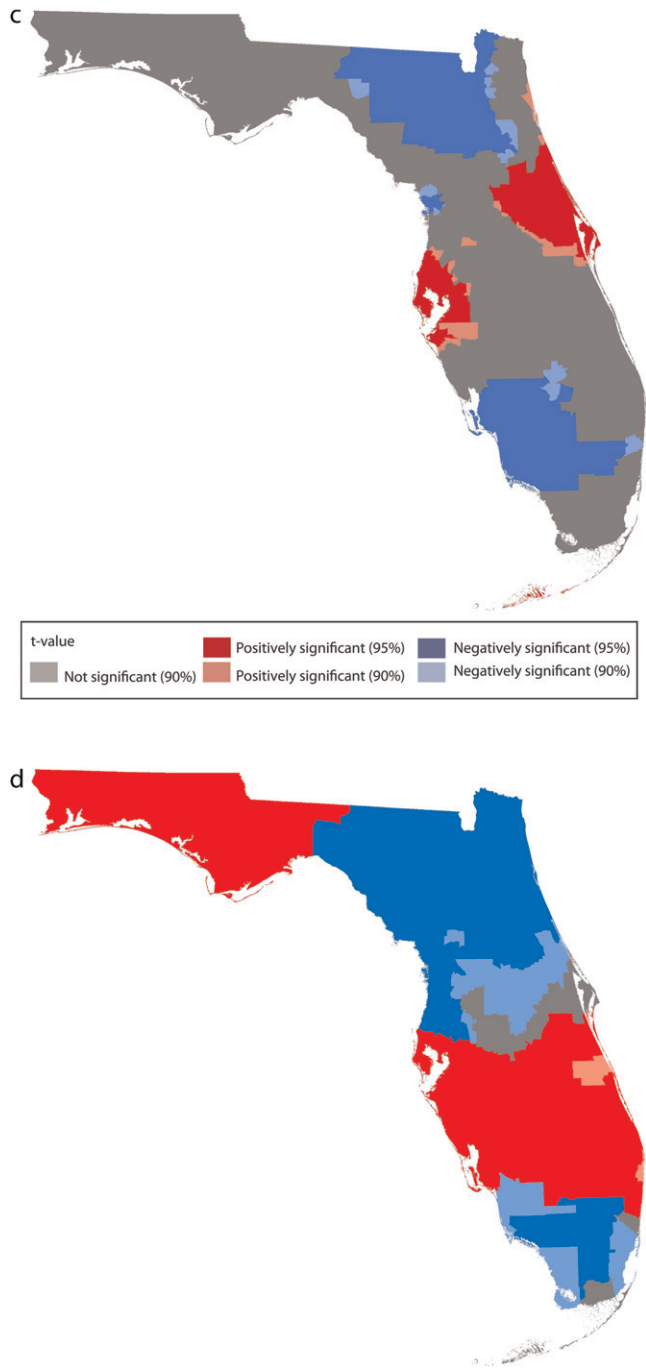 c
t-value
Not significant (90%)
Positively significant (95%)
Positively significant (90%)
Negatively significant (95%)
Negatively significant (90%)
d